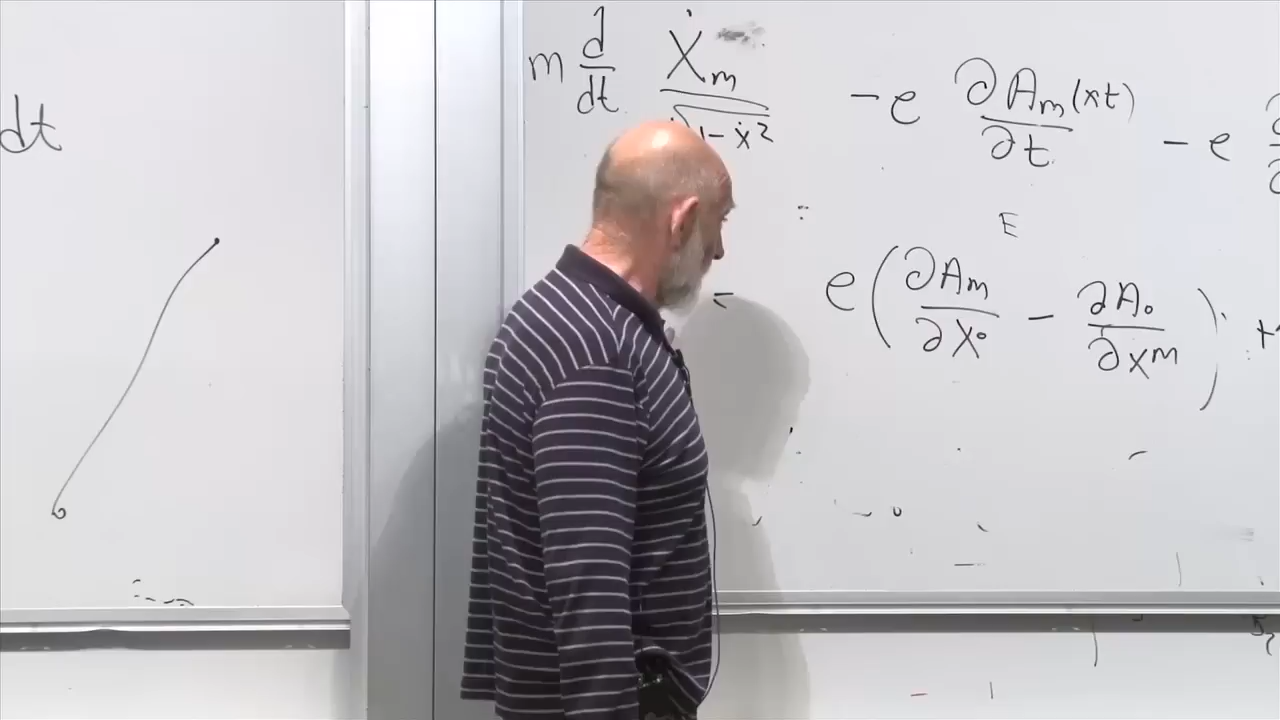 dt
m d/dt Ẋm/√1-ẋ² - e ∂Am(xt)/∂t - e
E
= e(∂Am/∂X° - ∂A₀/∂Xᵐ) +